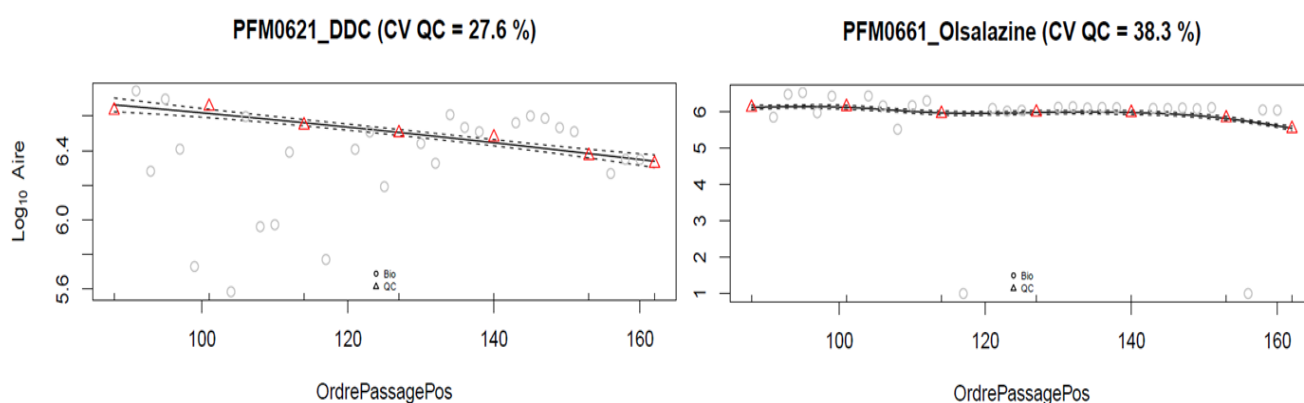 PFM0621_DDC (CV QC = 27.6 %)
PFM0661_Olsalazine (CV QC = 38.3 %)
Log₁₀ Aire
6.4
6.0
5.6
Bio
QC
100
120
140
160
OrdrePassagePos
6
5
4
3
2
1
Bio
QC
100
120
140
160
OrdrePassagePos